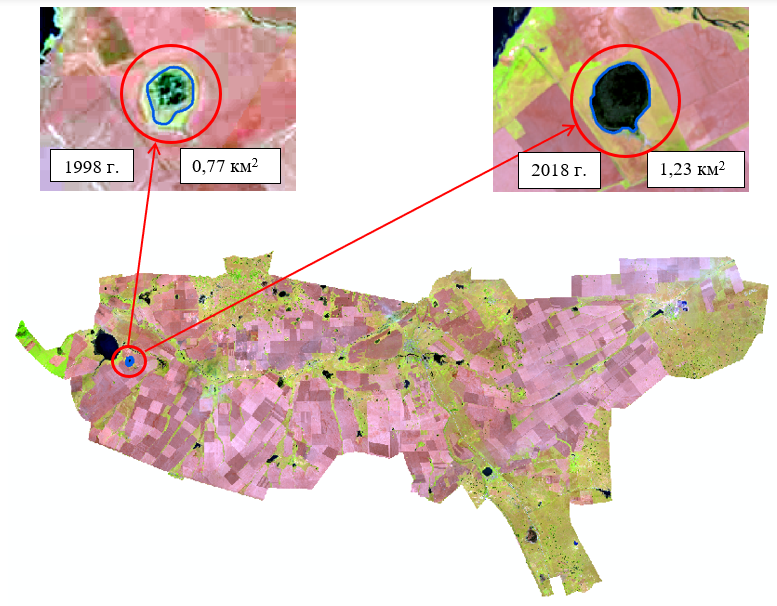 1998 г.
0,77 км²
2018 г.
1,23 км²